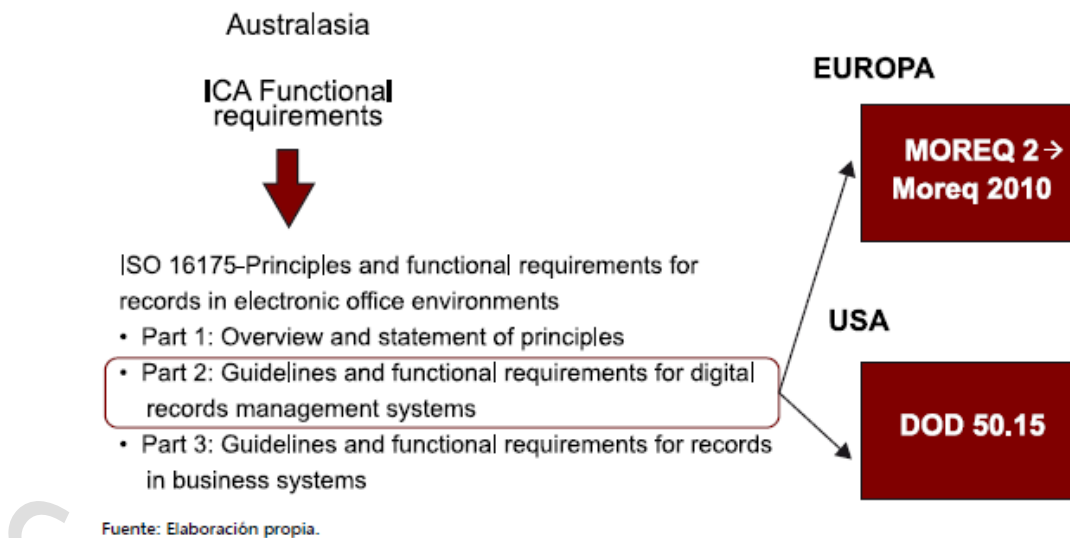 Australasia
ICA Functional
requirements
ISO 16175-Principles and functional requirements for
records in electronic office environments
• Part 1: Overview and statement of principles
• Part 2: Guidelines and functional requirements for digital
records management systems
• Part 3: Guidelines and functional requirements for records
in business systems
EUROPA
MOREQ 2 →
Moreq 2010
USA
DOD 50.15
Fuente: Elaboración propia.